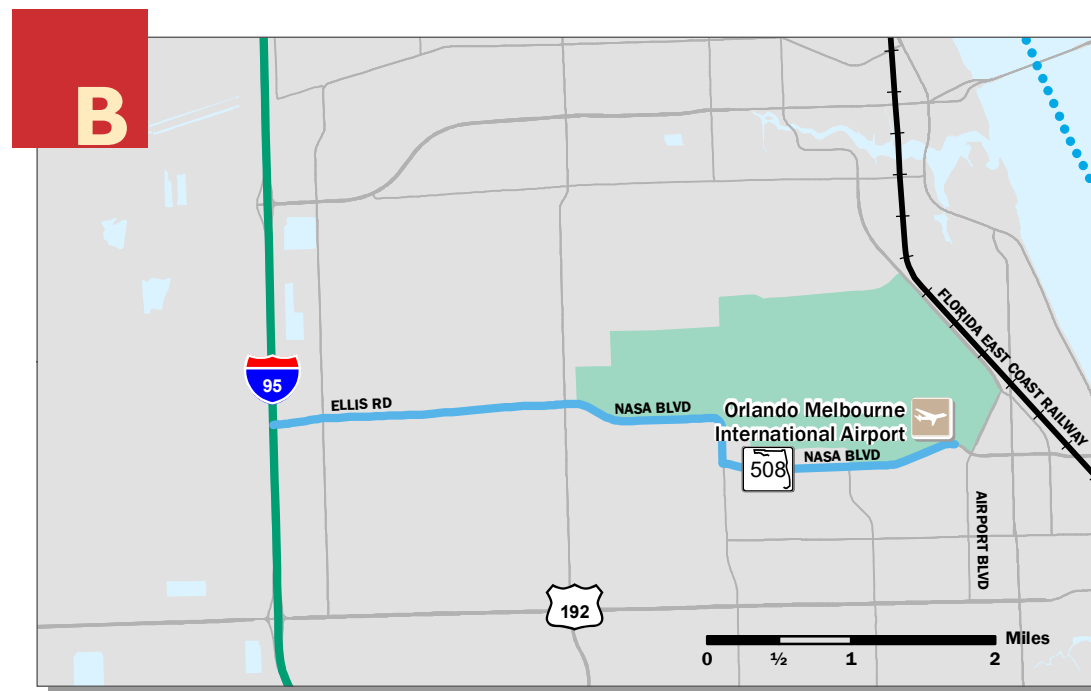 B
FLORIDA EAST COAST RAILWAY
95
ELLIS RD
NASA BLVD
Orlando Melbourne
International Airport
NASA BLVD
508
AIRPORT BLVD
192
Miles
0 ½ 1 2